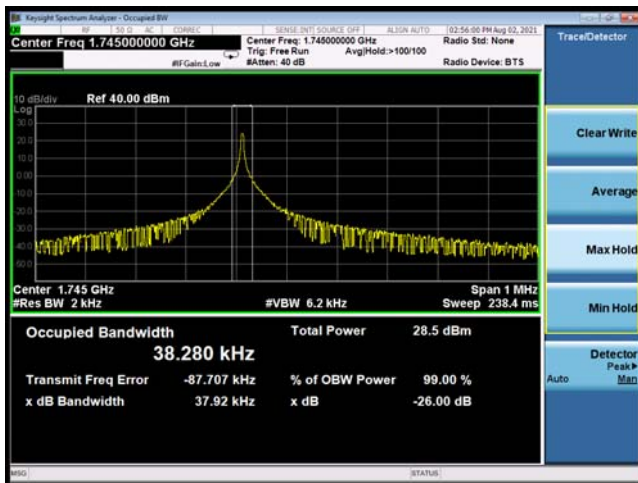 Keysight Spectrum Analyzer - Occupied BW
RF 50 Ω AC CORREC SENSE:INT SOURCE OFF ALIGN AUTO 02:56:00 PM Aug 02, 2021
Center Freq 1.745000000 GHz
Center Freq: 1.745000000 GHz
Radio Std: None
Trig: Free Run Avg|Hold:>100/100
#IFGain:Low #Atten: 40 dB Radio Device: BTS
Trace/Detector
10 dB/div Ref 40.00 dBm
Log
30.0
20.0
10.0
0.00
-10.0
-20.0
-30.0
-40.0
-50.0
Center 1.745 GHz Span 1 MHz
#Res BW 2 kHz #VBW 6.2 kHz Sweep 238.4 ms
Occupied Bandwidth Total Power 28.5 dBm
38.280 kHz
Transmit Freq Error -87.707 kHz % of OBW Power 99.00 %
x dB Bandwidth 37.92 kHz x dB -26.00 dB
Clear Write
Average
Max Hold
Min Hold
Detector
Peak▶
Auto Man
MSG STATUS